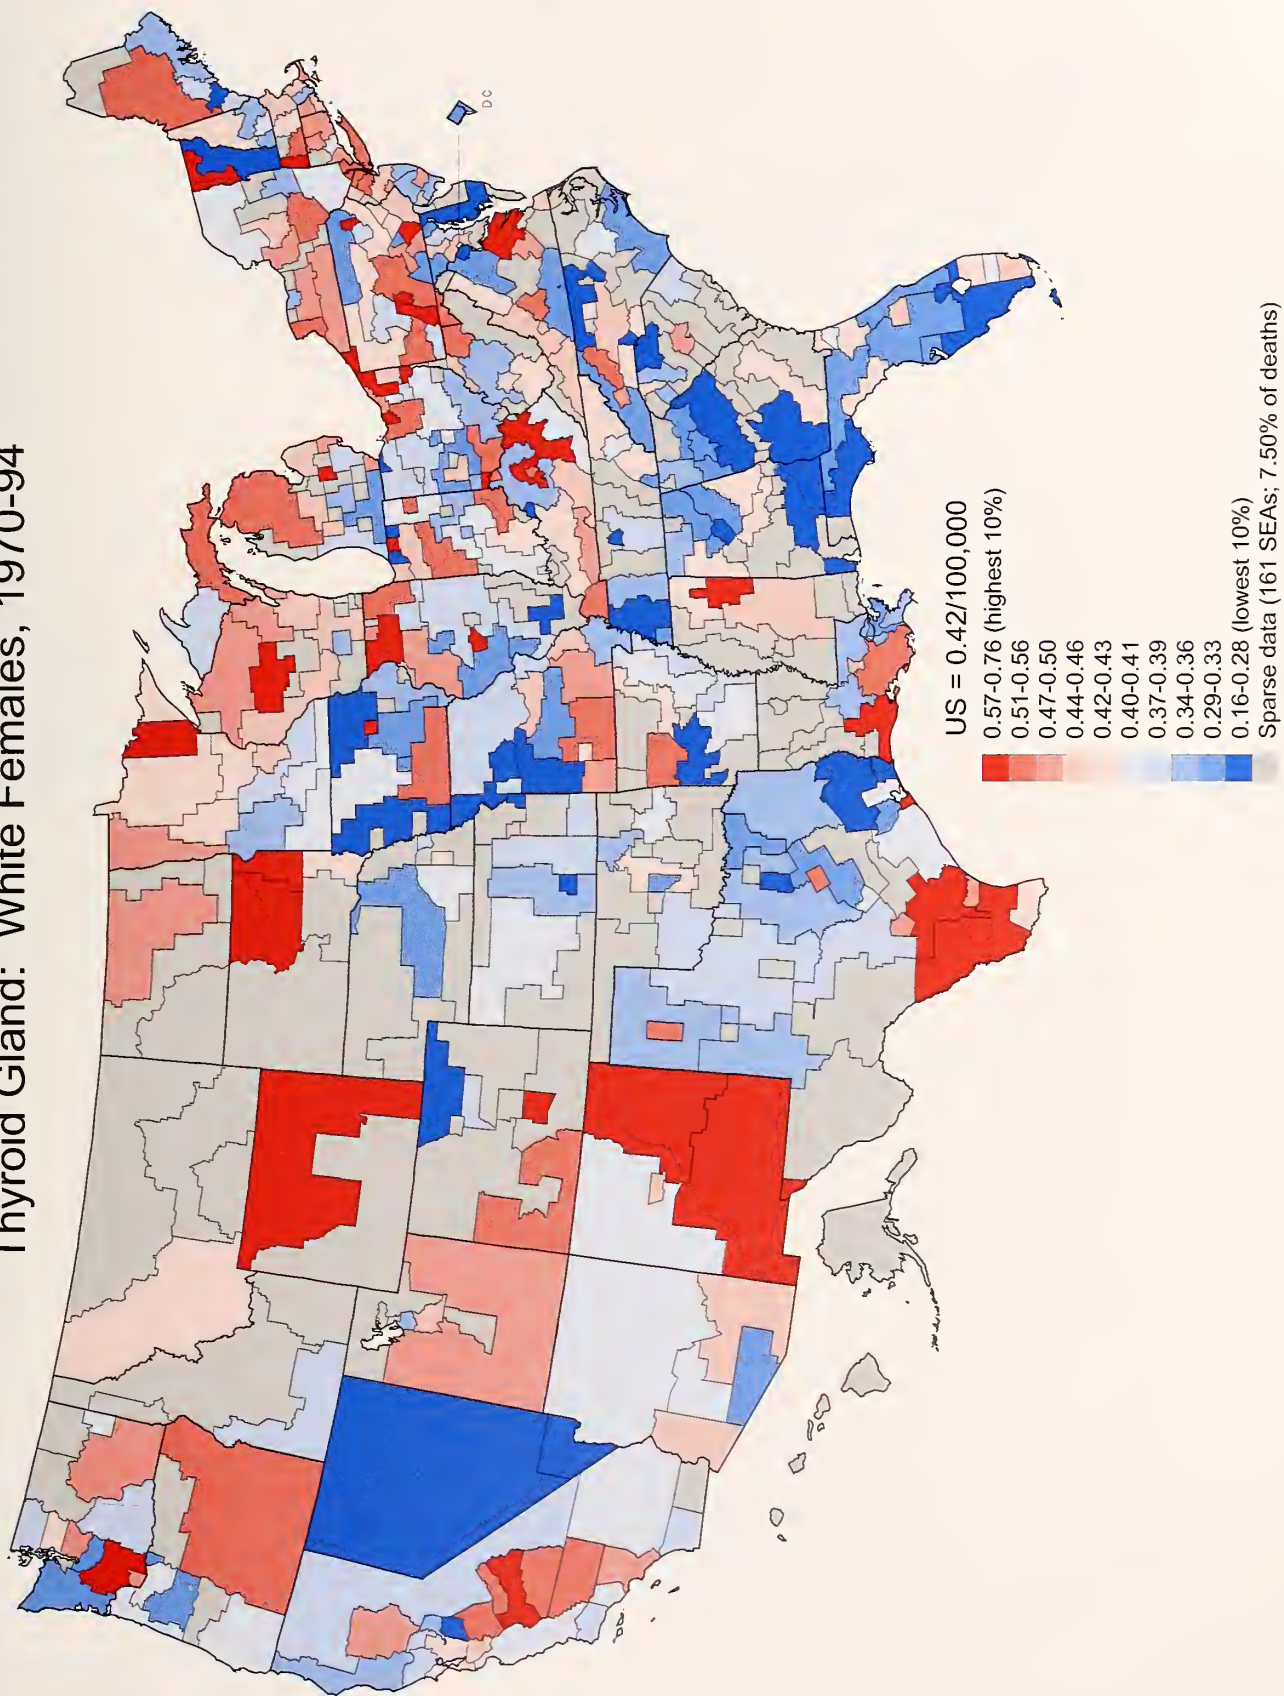 Thyroid Gland: White Females, 1970-94
DC
US = 0.42/100,000
0.57-0.76 (highest 10%)
0.51-0.56
0.47-0.50
0.44-0.46
0.42-0.43
0.40-0.41
0.37-0.39
0.34-0.36
0.29-0.33
0.16-0.28 (lowest 10%)
Sparse data (161 SEAs; 7.50% of deaths)